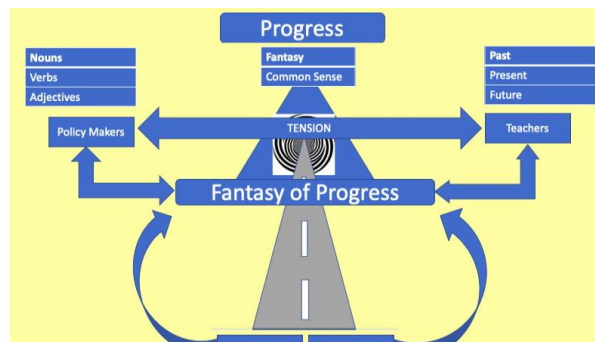 Progress
Nouns
Verbs
Adjectives
Fantasy
Common Sense
Past
Present
Future
Policy Makers
TENSION
Teachers
Fantasy of Progress